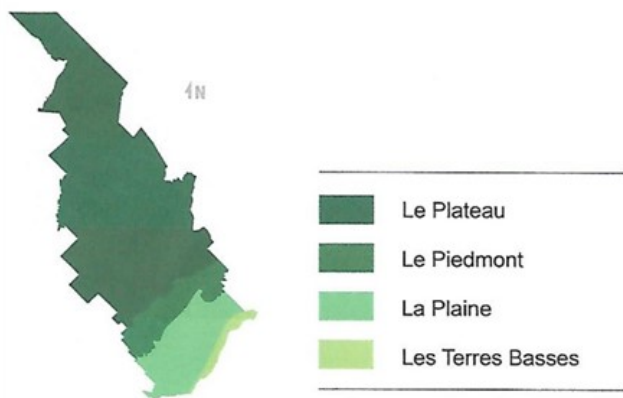 N
Le Plateau
Le Piedmont
La Plaine
Les Terres Basses